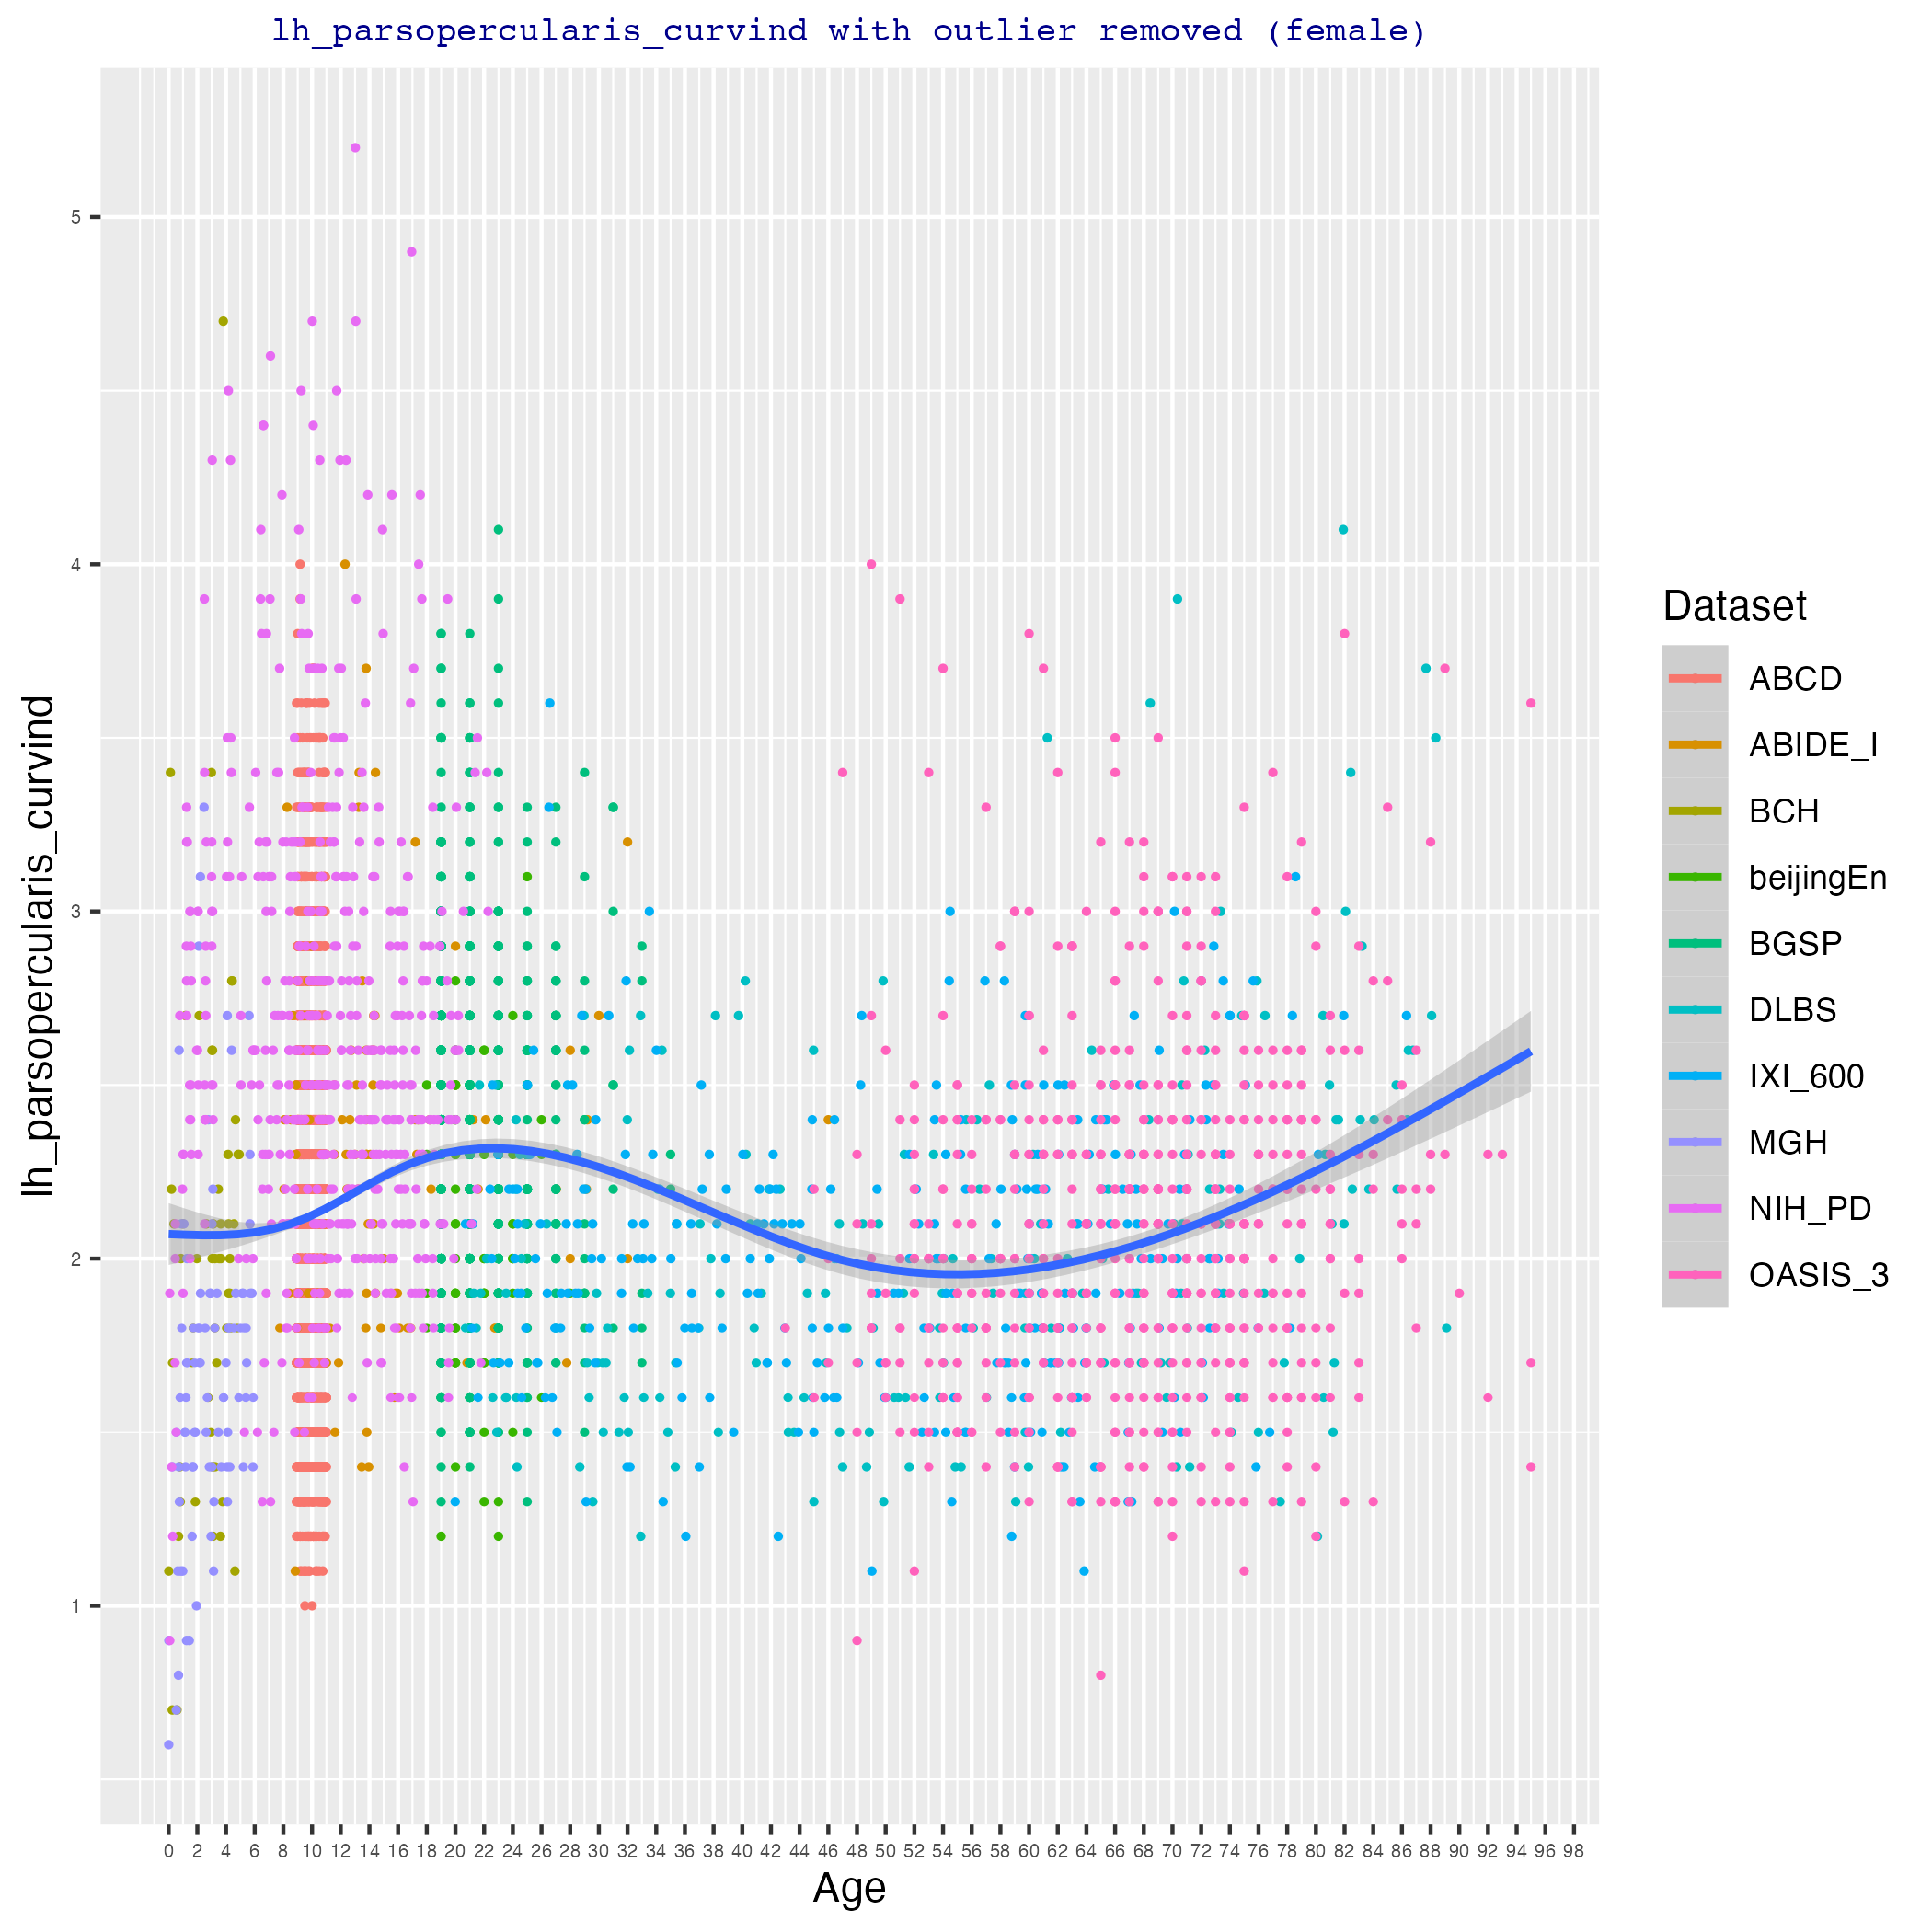 lh_parsopercularis_curvind with outlier removed (female)
lh_parsopercularis_curvind
5
4
3
2
1
0 2 4 6 8 10 12 14 16 18 20 22 24 26 28 30 32 34 36 38 40 42 44 46 48 50 52 54 56 58 60 62 64 66 68 70 72 74 76 78 80 82 84 86 88 90 92 94 96 98
Age
Dataset
ABCD
ABIDE_I
BCH
beijingEn
BGSP
DLBS
IXI_600
MGH
NIH_PD
OASIS_3